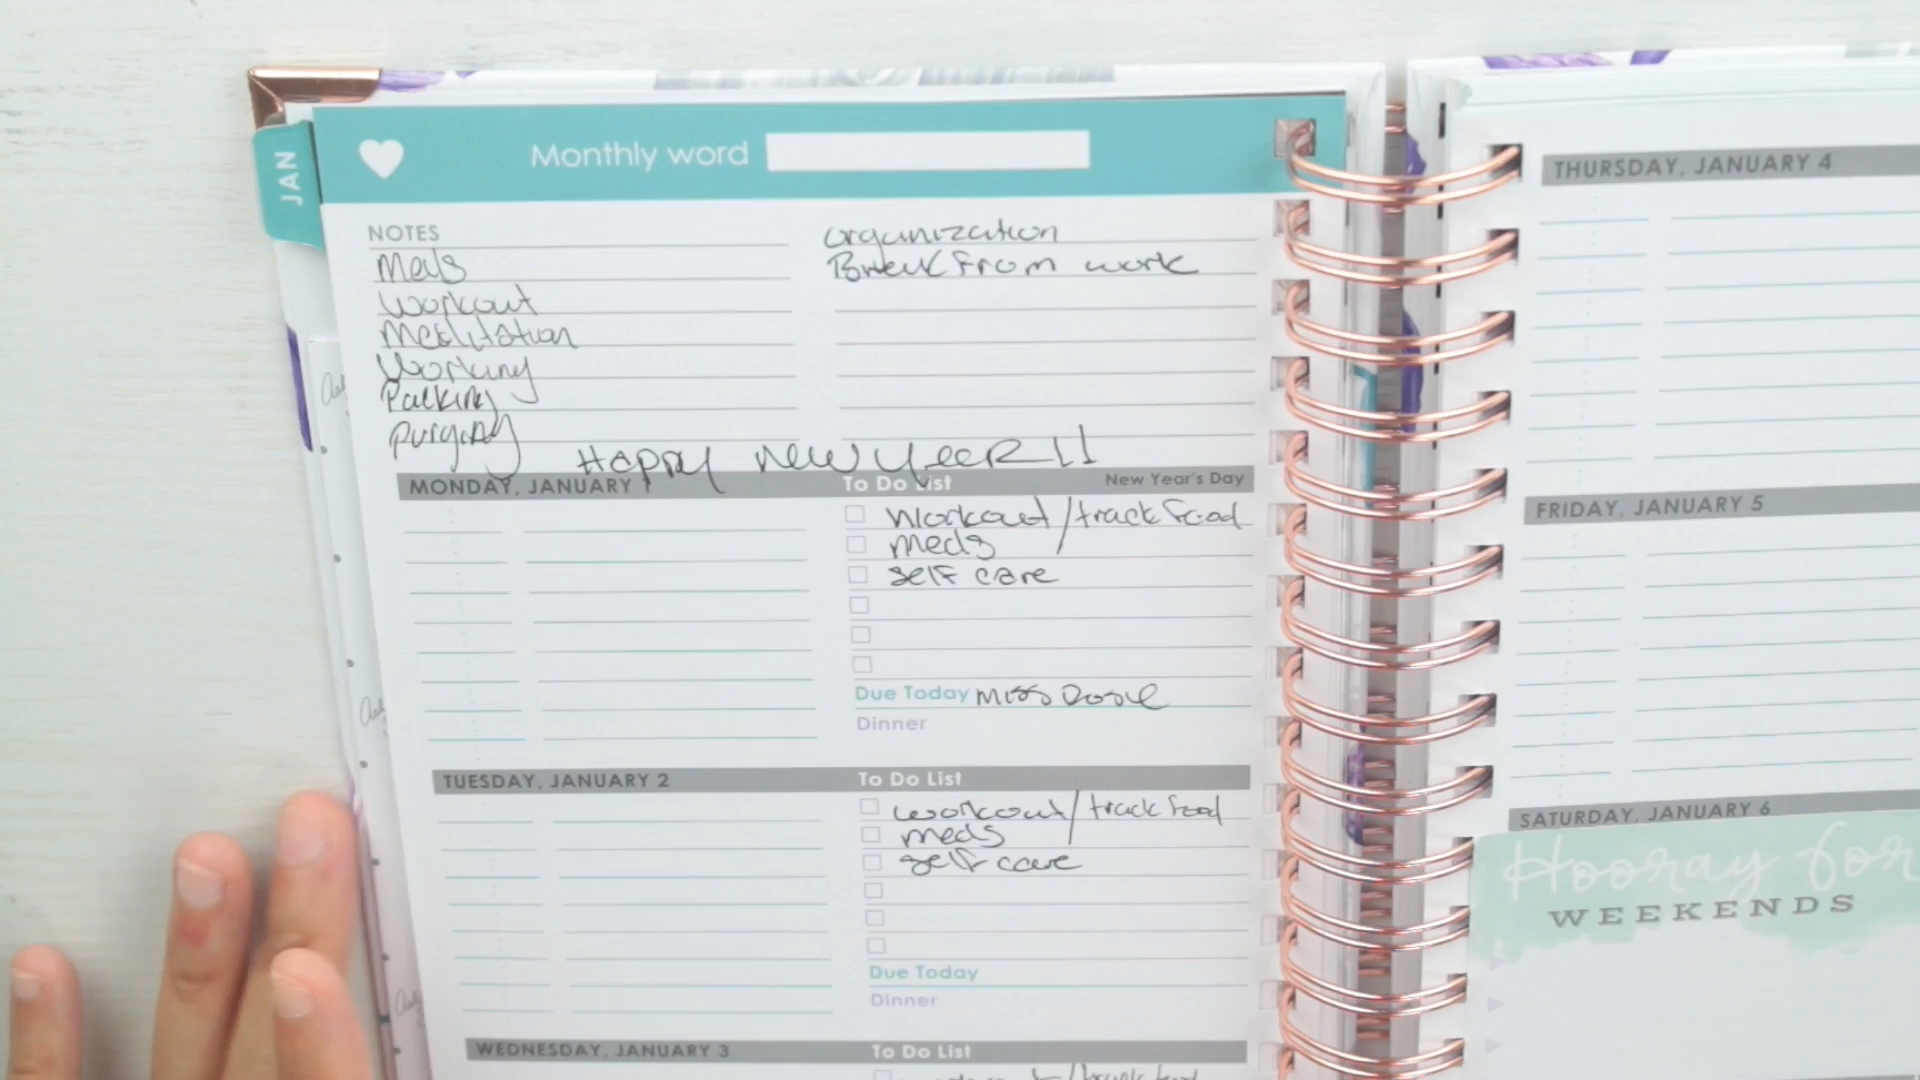 JAN
Monthly word
NOTES
Meds
Workout
Meditation
Working
Packing
Purging
organization
Break from work
Happy New Year!!
MONDAY, JANUARY 1
To Do List
New Year's Day
Workout/track food
meds
self care
Due Today Miss Dosie
Dinner
TUESDAY, JANUARY 2
To Do List
workout/track food
meds
self care
Due Today
Dinner
WEDNESDAY, JANUARY 3
To Do List
THURSDAY, JANUARY 4
FRIDAY, JANUARY 5
SATURDAY, JANUARY 6
Hooray for
WEEKENDS